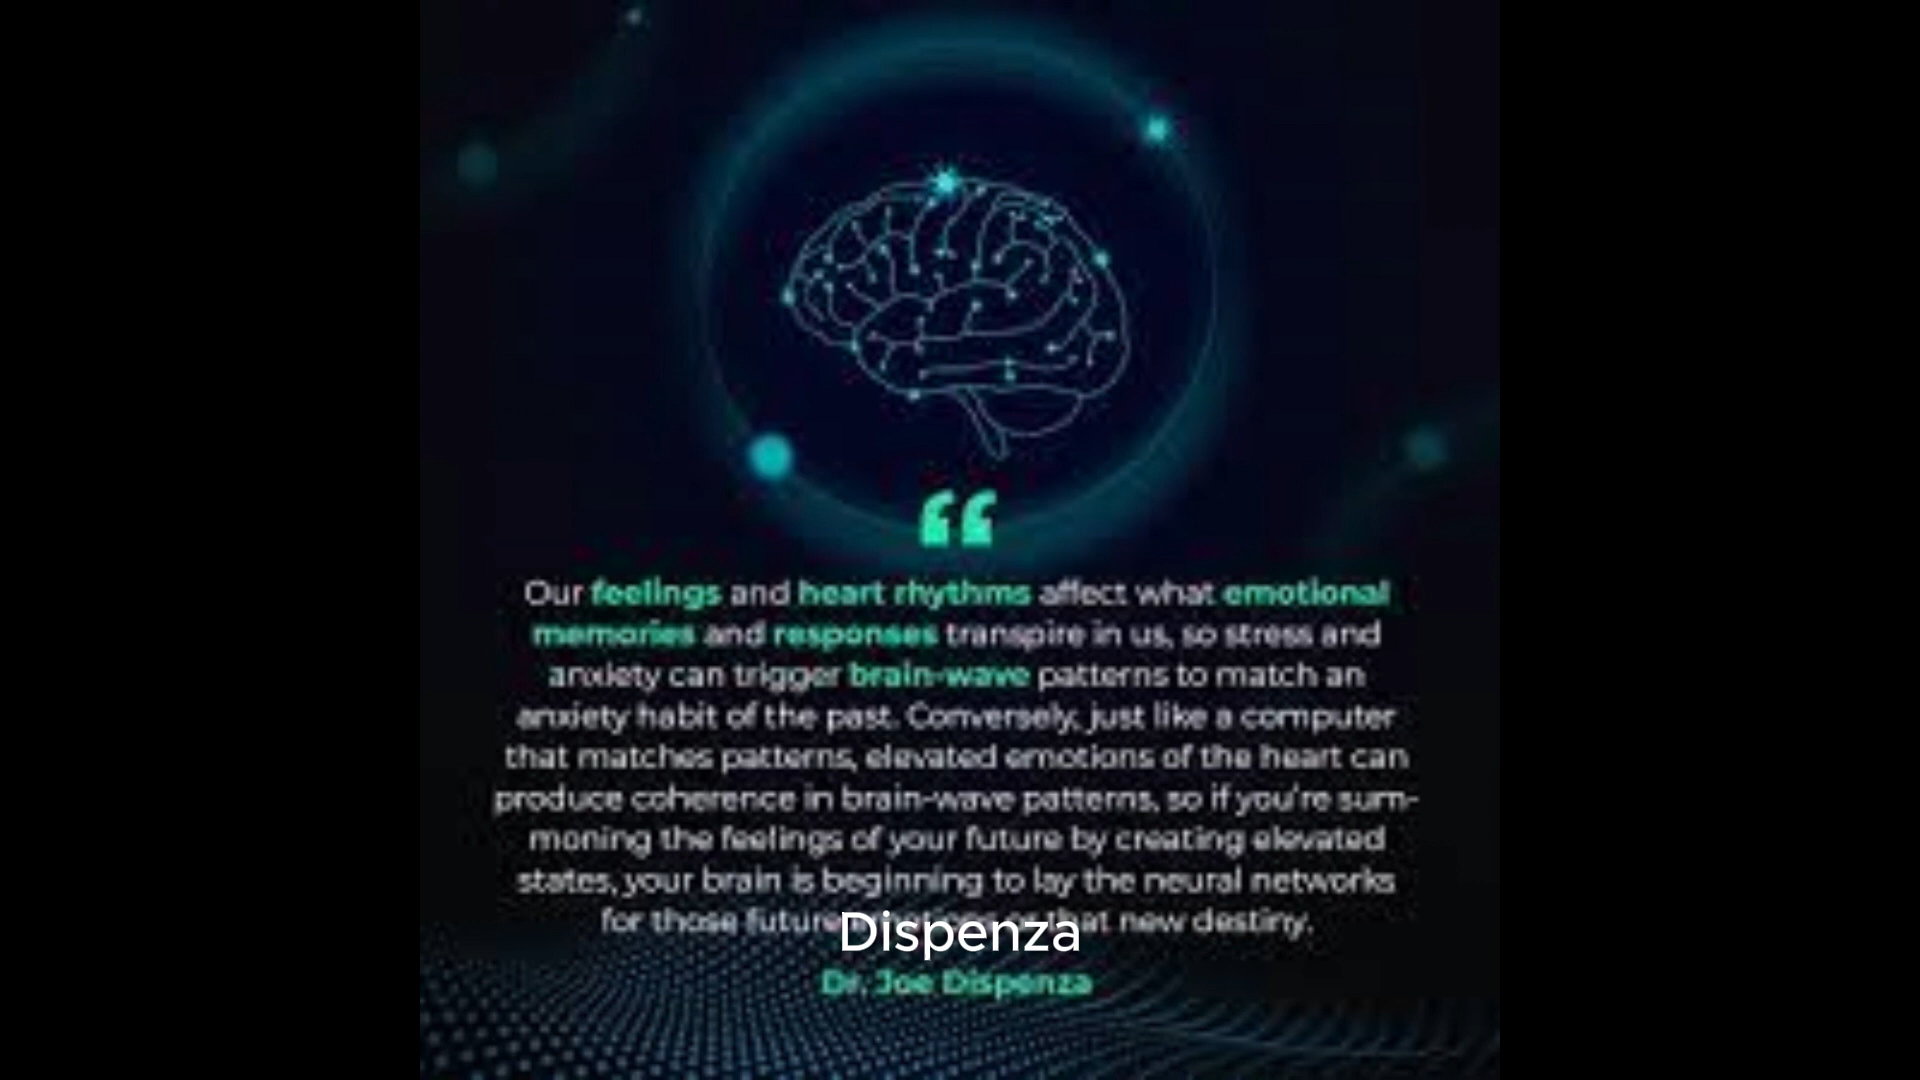 Our feelings and heart rhythms affect what emotional
memories and responses transpire in us, so stress and
anxiety can trigger brain-wave patterns to match an
anxiety habit of the past. Conversely, just like a computer
that matches patterns, elevated emotions of the heart can
produce coherence in brain-wave patterns, so if you're sum-
moning the feelings of your future by creating elevated
states, your brain is beginning to lay the neural networks
for those future that new destiny.
Dispenza
Dr. Joe Dispenza